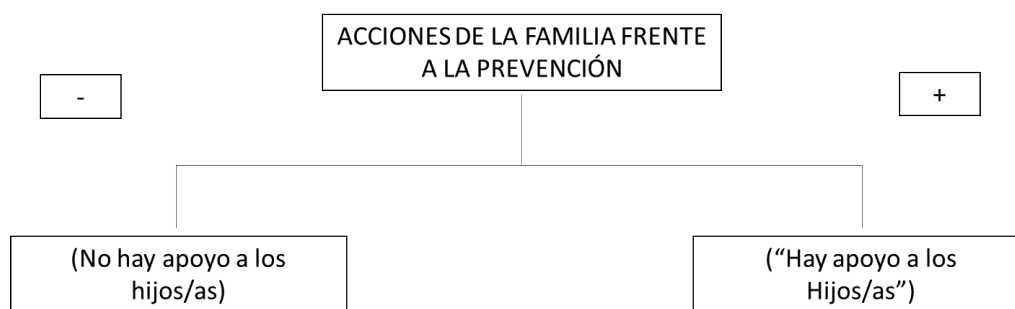 ACCIONES DE LA FAMILIA FRENTE
A LA PREVENCIÓN
-
+
(No hay apoyo a los
hijos/as)
(“Hay apoyo a los
Hijos/as”)